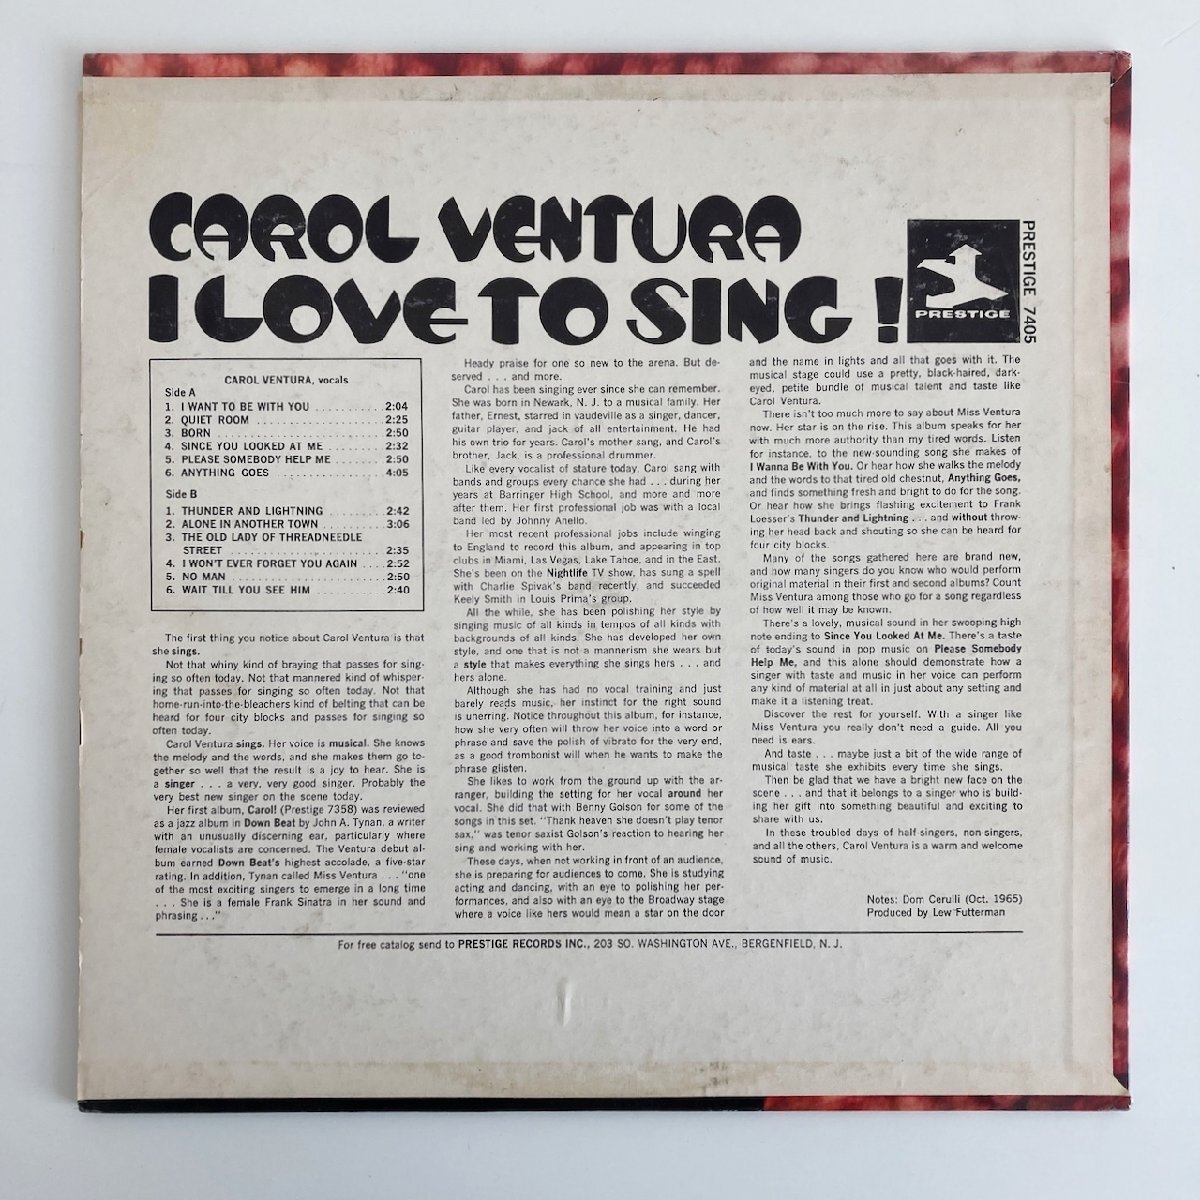 CAROL VENTURA
I LOVE TO SING!
PRESTIGE
PRESTIGE 7405
CAROL VENTURA, vocals
Side A
1. I WANT TO BE WITH YOU . . . . . . . . . . 2:04
2. QUIET ROOM . . . . . . . . . . . . . . . . . . 2:25
3. BORN . . . . . . . . . . . . . . . . . . . . . . 2:50
4. SINCE YOU LOOKED AT ME . . . . . . . 2:32
5. PLEASE SOMEBODY HELP ME . . . . . . 2:50
6. ANYTHING GOES . . . . . . . . . . . . . . 4:05
Side B
1. THUNDER AND LIGHTNING . . . . . . . . 2:42
2. ALONE IN ANOTHER TOWN . . . . . . . . 3:06
3. THE OLD LADY OF THREADNEEDLE
STREET . . . . . . . . . . . . . . . . . . . . 2:35
4. I WON'T EVER FORGET YOU AGAIN . . . 2:52
5. NO MAN . . . . . . . . . . . . . . . . . . . . 2:50
6. WAIT TILL YOU SEE HIM . . . . . . . . . 2:40
The first thing you notice about Carol Ventura is that
she sings.
Not that whiny kind of braying that passes for sing-
ing so often today. Not that mannered kind of whisper-
ing that passes for singing so often today. Not that
home-run-into-the-bleachers kind of belting that can be
heard for four city blocks and passes for singing so
often today.
Carol Ventura sings. Her voice is musical. She knows
the melody and the words, and she makes them go to-
gether so well that the result is a joy to hear. She is
a singer . . . a very, very good singer. Probably the
very best new singer on the scene today.
Her first album, Carol! (Prestige 7358) was reviewed
as a jazz album in Down Beat by John A. Tynan, a writer
with an unusually discerning ear, particularly where
female vocalists are concerned. The Ventura debut al-
bum earned Down Beat's highest accolade, a five-star
rating. In addition, Tynan called Miss Ventura . . . "one
of the most exciting singers to emerge in a long time
. . . She is a female Frank Sinatra in her sound and
phrasing . . ."
Heady praise for one so new to the arena. But de-
served . . . and more.
Carol has been singing ever since she can remember.
She was born in Newark, N. J. to a musical family. Her
father, Ernest, starred in vaudeville as a singer, dancer,
guitar player, and jack of all entertainment. He had
his own trio for years. Carol's mother sang, and Carol's
brother, Jack, is a professional drummer.
Like every vocalist of stature today, Carol sang with
bands and groups every chance she had . . . during her
years at Barringer High School, and more and more
after them. Her first professional job was with a local
band led by Johnny Anello.
Her most recent professional jobs include winging
to England to record this album, and appearing in top
clubs in Miami, Las Vegas, Lake Tahoe, and in the East.
She's been on the Nightlife TV show, has sung a spell
with Charlie Spivak's band recently, and succeeded
Keely Smith in Louis Prima's group.
All the while, she has been polishing her style by
singing music of all kinds in tempos of all kinds with
backgrounds of all kinds. She has developed her own
style, and one that is not a mannerism she wears but
a style that makes everything she sings hers . . . and
hers alone.
Although she has had no vocal training and just
barely reads music, her instinct for the right sound
is unerring. Notice throughout this album, for instance,
how she very often will throw her voice into a word or
phrase and save the polish of vibrato for the very end,
as a good trombonist will when he wants to make the
phrase glisten.
She likes to work from the ground up with the ar-
ranger, building the setting for her vocal around her
vocal. She did that with Benny Golson for some of the
songs in this set. "Thank heaven she doesn't play tenor
sax," was tenor saxist Golson's reaction to hearing her
sing and working with her.
These days, when not working in front of an audience,
she is preparing for audiences to come. She is studying
acting and dancing, with an eye to polishing her per-
formances, and also with an eye to the Broadway stage
where a voice like hers would mean a star on the door
and the name in lights and all that goes with it. The
musical stage could use a pretty, black-haired, dark-
eyed, petite bundle of musical talent and taste like
Carol Ventura.
There isn't too much more to say about Miss Ventura
now. Her star is on the rise. This album speaks for her
with much more authority than my tired words. Listen
for instance, to the new-sounding song she makes of
I Wanna Be With You. Or hear how she walks the melody
and the words to that tired old chestnut, Anything Goes,
and finds something fresh and bright to do for the song.
Or hear how she brings flashing excitement to Frank
Loesser's Thunder and Lightning . . . and without throw-
ing her head back and shouting so she can be heard for
four city blocks.
Many of the songs gathered here are brand new,
and how many singers do you know who would perform
original material in their first and second albums? Count
Miss Ventura among those who go for a song regardless
of how well it may be known.
There's a lovely, musical sound in her swooping high
note ending to Since You Looked At Me. There's a taste
of today's sound in pop music on Please Somebody
Help Me, and this alone should demonstrate how a
singer with taste and music in her voice can perform
any kind of material at all in just about any setting and
make it a listening treat.
Discover the rest for yourself. With a singer like
Miss Ventura you really don't need a guide. All you
need is ears.
And taste . . . maybe just a bit of the wide range of
musical taste she exhibits every time she sings.
Then be glad that we have a bright new face on the
scene . . . and that it belongs to a singer who is build-
ing her gift into something beautiful and exciting to
share with us.
In these troubled days of half-singers, non-singers,
and all the others, Carol Ventura is a warm and welcome
sound of music.
Notes: Dom Cerulli (Oct. 1965)
Produced by Lew Futterman
For free catalog send to PRESTIGE RECORDS INC., 203 SO. WASHINGTON AVE., BERGENFIELD, N. J.